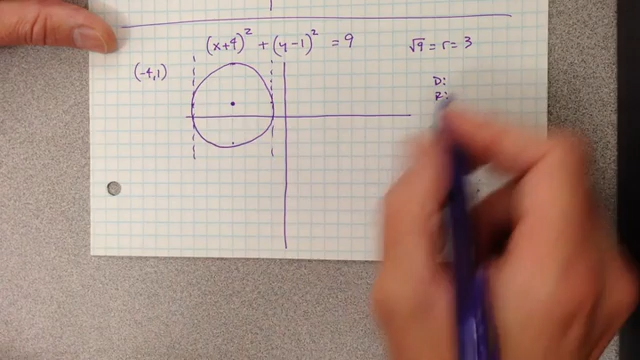 (x+4)² + (y-1)² = 9
√9 = r = 3
(-4,1)
D:
R: